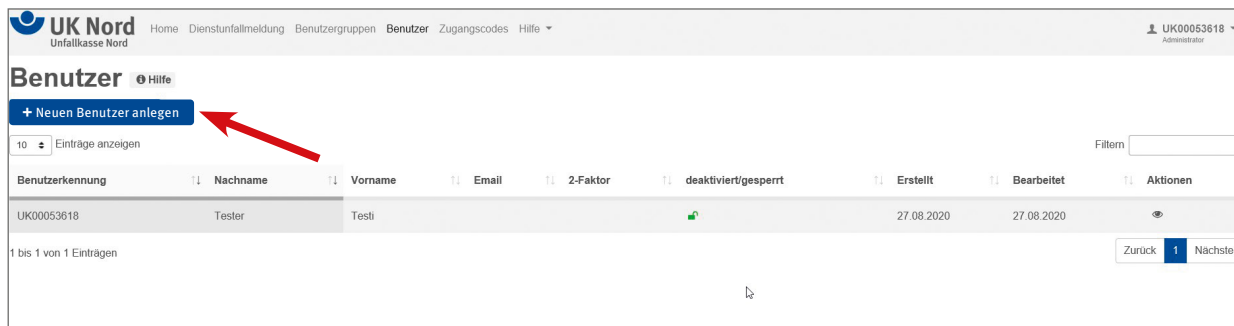 UK Nord
Unfallkasse Nord
Home Dienstunfallmeldung Benutzergruppen Benutzer Zugangscodes Hilfe
UK00053618
Administrator
Benutzer Hilfe
+ Neuen Benutzer anlegen
10 Einträge anzeigen Filtern
Benutzerkennung Nachname Vorname Email 2-Faktor deaktiviert/gesperrt Erstellt Bearbeitet Aktionen
UK00053618 Tester Testi 27.08.2020 27.08.2020
1 bis 1 von 1 Einträgen
Zurück 1 Nächste